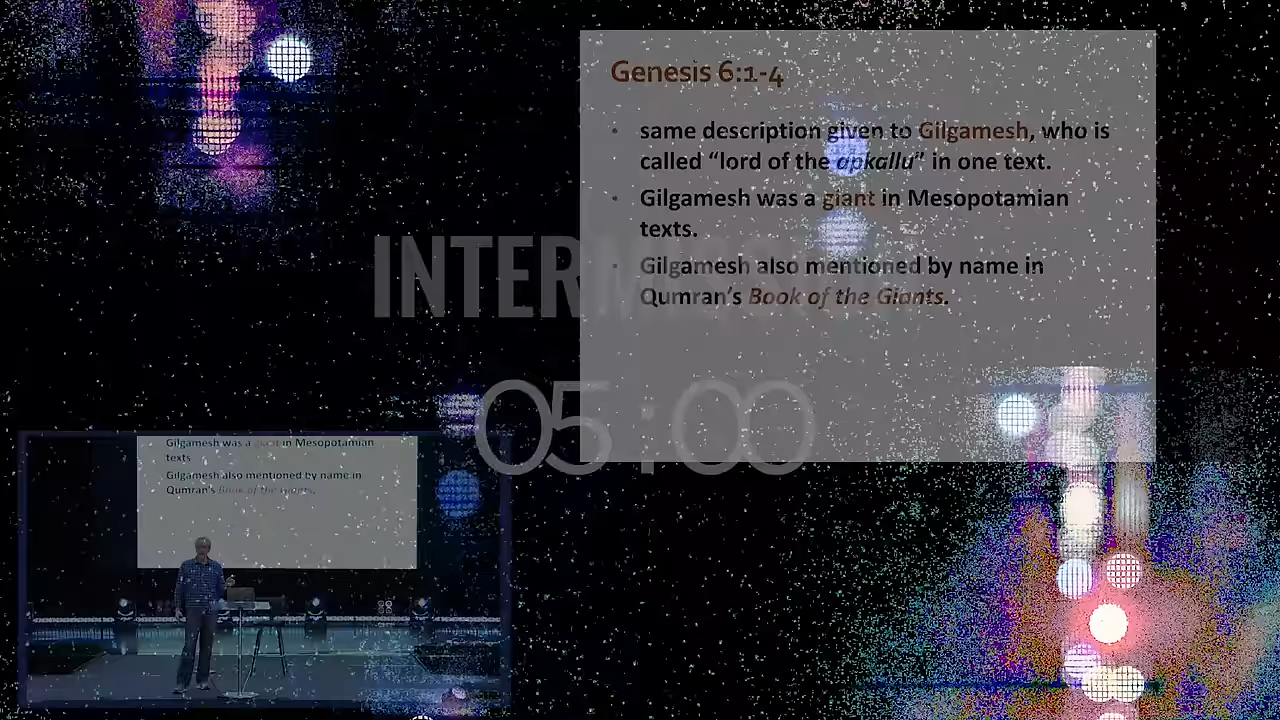 Genesis 6:1-4
• same description given to Gilgamesh, who is
called “lord of the apkallu” in one text.
• Gilgamesh was a giant in Mesopotamian
texts.
• Gilgamesh also mentioned by name in
Qumran’s Book of the Giants.
INTERMISSION
05:00
Gilgamesh was a giant in Mesopotamian
texts
Gilgamesh also mentioned by name in
Qumran’s Book of the Giants.